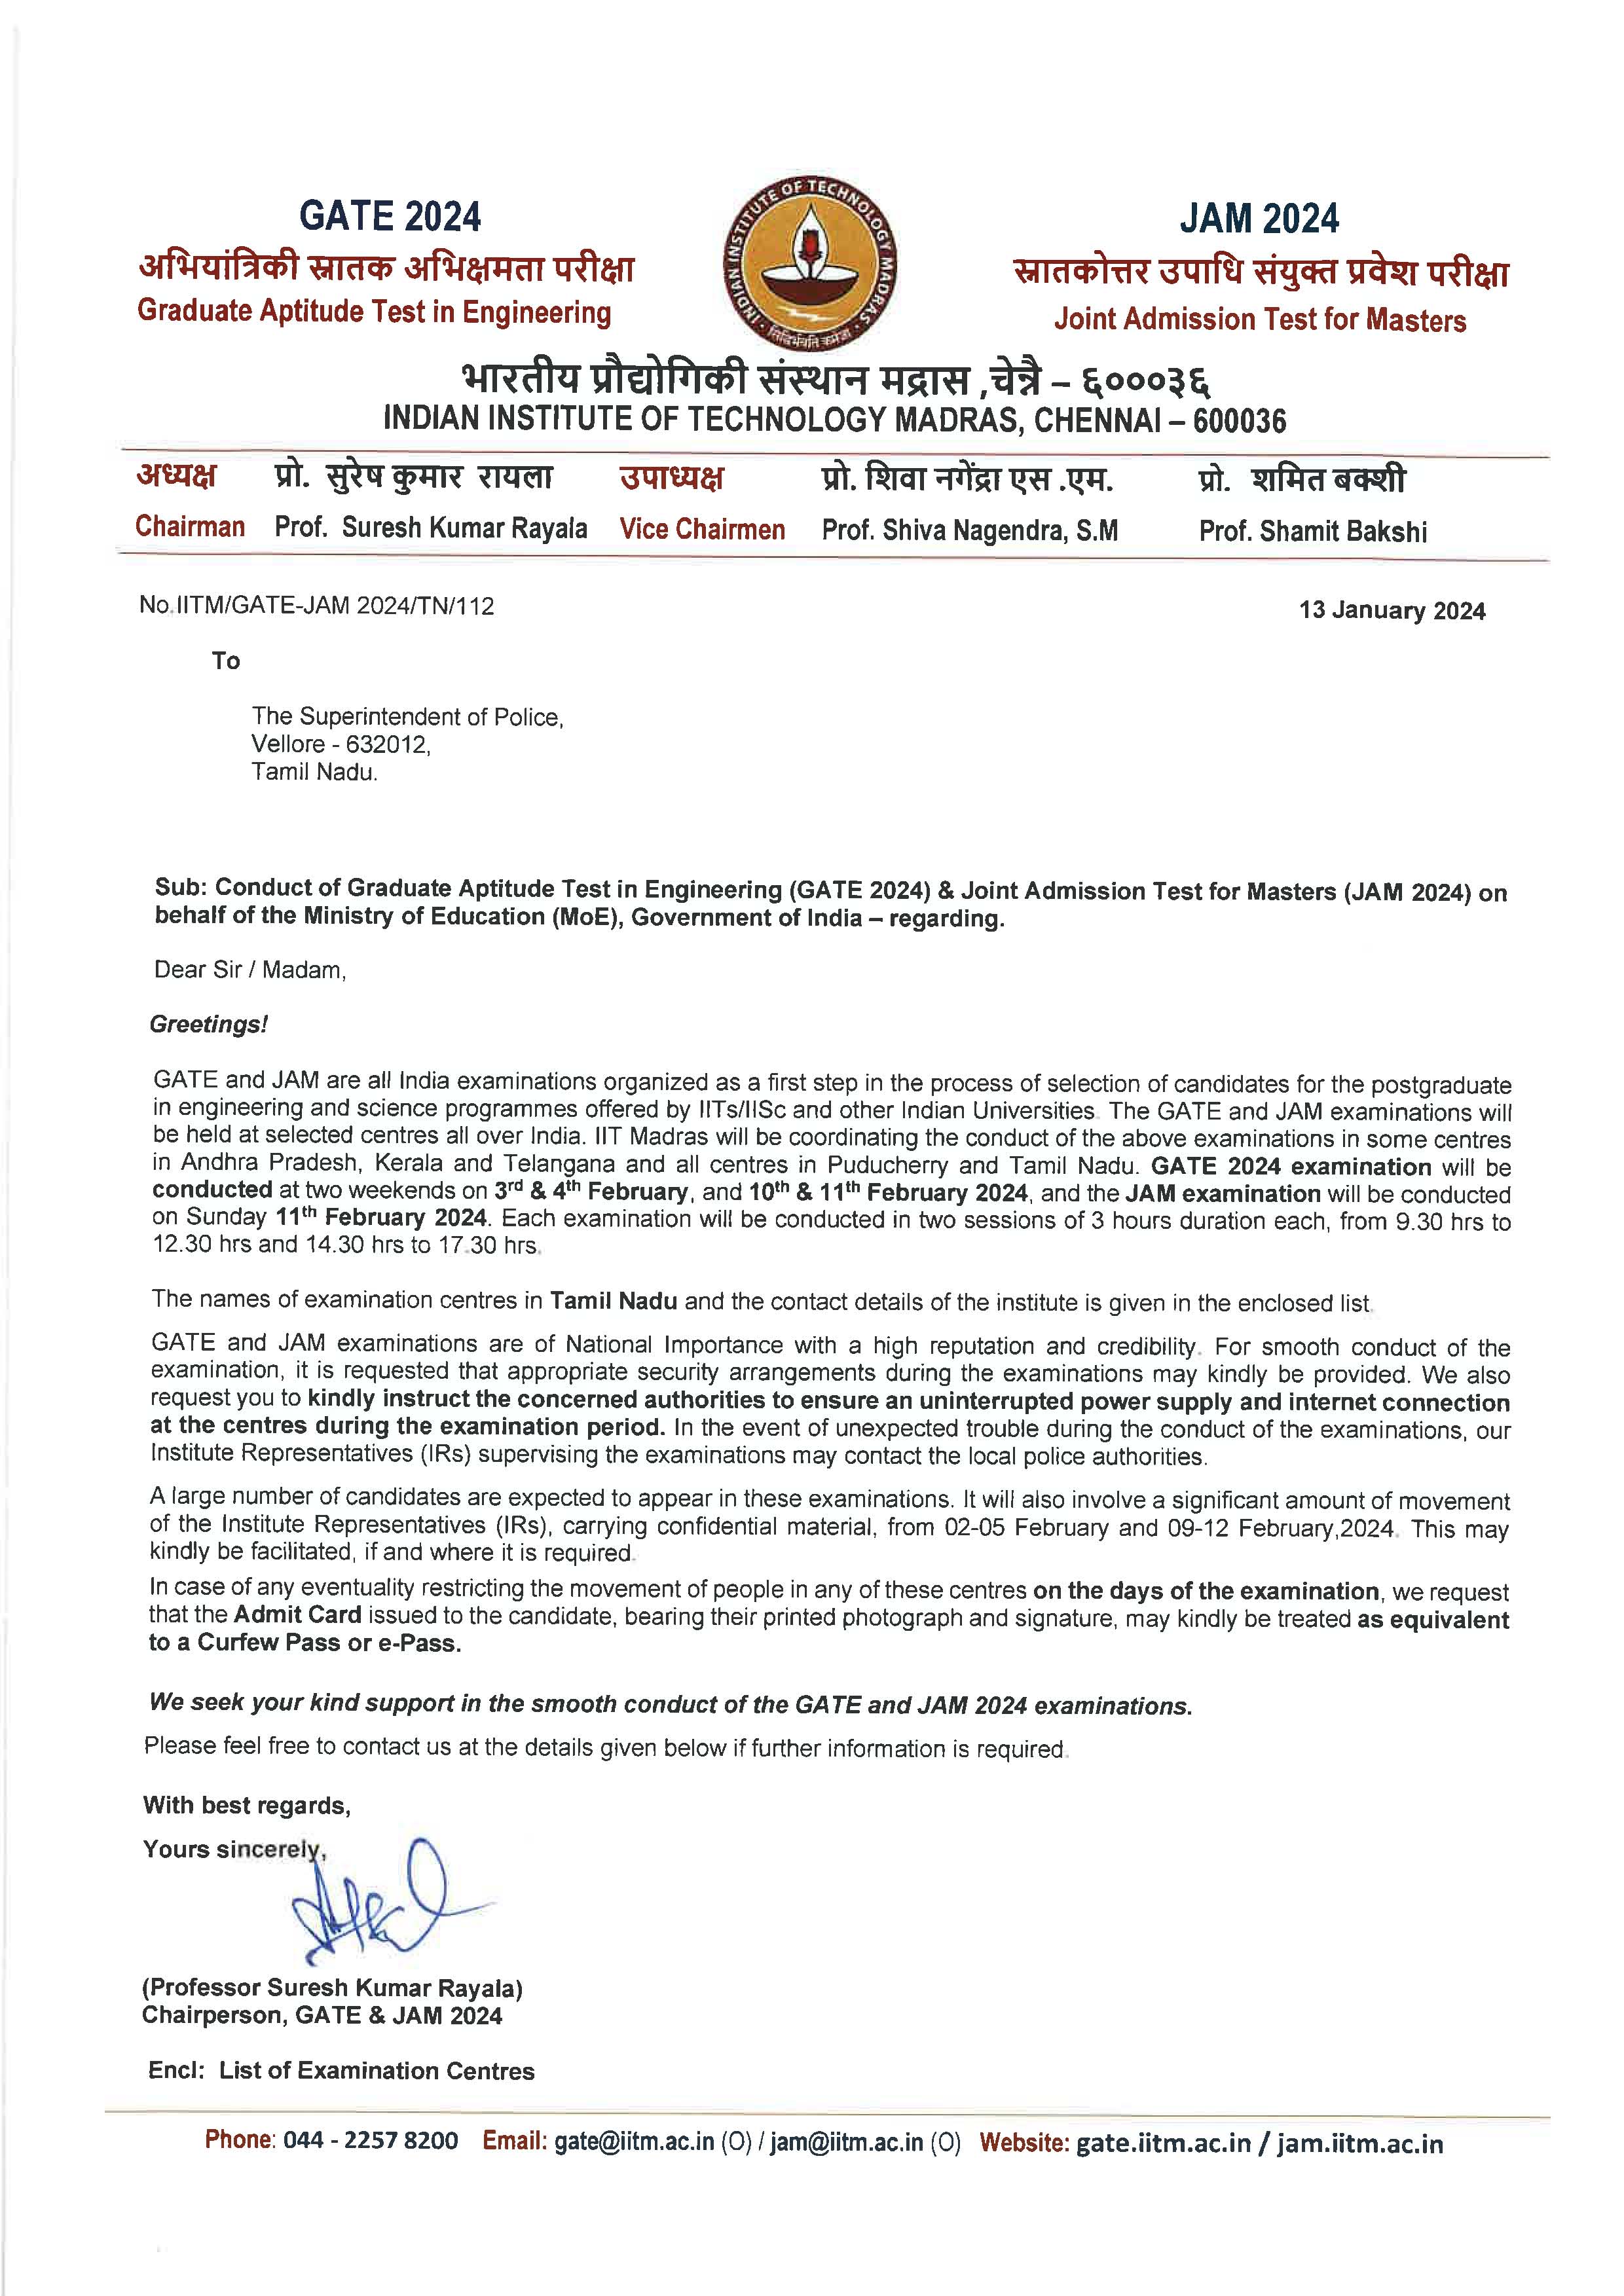 GATE 2024
अभियांत्रिकी स्नातक अभिक्षमता परीक्षा
Graduate Aptitude Test in Engineering
INDIAN INSTITUTE OF TECHNOLOGY MADRAS
सिद्धिर्भवति कर्मजा
JAM 2024
स्नातकोत्तर उपाधि संयुक्त प्रवेश परीक्षा
Joint Admission Test for Masters
भारतीय प्रौद्योगिकी संस्थान मद्रास ,चेन्नै – ६०००३६
INDIAN INSTITUTE OF TECHNOLOGY MADRAS, CHENNAI – 600036
अध्यक्ष प्रो. सुरेष कुमार रायला उपाध्यक्ष प्रो. शिवा नगेंद्रा एस .एम. प्रो. शमित बक्शी
Chairman Prof. Suresh Kumar Rayala Vice Chairmen Prof. Shiva Nagendra, S.M Prof. Shamit Bakshi
No.IITM/GATE-JAM 2024/TN/112 13 January 2024
To
The Superintendent of Police,
Vellore - 632012,
Tamil Nadu.
Sub: Conduct of Graduate Aptitude Test in Engineering (GATE 2024) & Joint Admission Test for Masters (JAM 2024) on
behalf of the Ministry of Education (MoE), Government of India – regarding.
Dear Sir / Madam,
Greetings!
GATE and JAM are all India examinations organized as a first step in the process of selection of candidates for the postgraduate
in engineering and science programmes offered by IITs/IISc and other Indian Universities. The GATE and JAM examinations will
be held at selected centres all over India. IIT Madras will be coordinating the conduct of the above examinations in some centres
in Andhra Pradesh, Kerala and Telangana and all centres in Puducherry and Tamil Nadu. GATE 2024 examination will be
conducted at two weekends on 3rd & 4th February, and 10th & 11th February 2024, and the JAM examination will be conducted
on Sunday 11th February 2024. Each examination will be conducted in two sessions of 3 hours duration each, from 9.30 hrs to
12.30 hrs and 14.30 hrs to 17.30 hrs.
The names of examination centres in Tamil Nadu and the contact details of the institute is given in the enclosed list.
GATE and JAM examinations are of National Importance with a high reputation and credibility. For smooth conduct of the
examination, it is requested that appropriate security arrangements during the examinations may kindly be provided. We also
request you to kindly instruct the concerned authorities to ensure an uninterrupted power supply and internet connection
at the centres during the examination period. In the event of unexpected trouble during the conduct of the examinations, our
Institute Representatives (IRs) supervising the examinations may contact the local police authorities.
A large number of candidates are expected to appear in these examinations. It will also involve a significant amount of movement
of the Institute Representatives (IRs), carrying confidential material, from 02-05 February and 09-12 February,2024. This may
kindly be facilitated, if and where it is required.
In case of any eventuality restricting the movement of people in any of these centres on the days of the examination, we request
that the Admit Card issued to the candidate, bearing their printed photograph and signature, may kindly be treated as equivalent
to a Curfew Pass or e-Pass.
We seek your kind support in the smooth conduct of the GATE and JAM 2024 examinations.
Please feel free to contact us at the details given below if further information is required.
With best regards,
Yours sincerely,
(Professor Suresh Kumar Rayala)
Chairperson, GATE & JAM 2024
Encl: List of Examination Centres
Phone: 044 - 2257 8200 Email: gate@iitm.ac.in (O) / jam@iitm.ac.in (O) Website: gate.iitm.ac.in / jam.iitm.ac.in